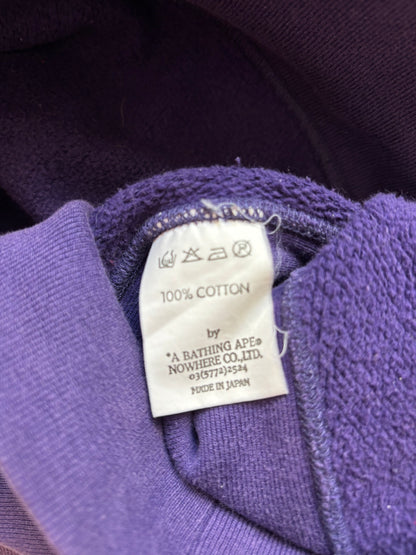 100% COTTON
by
"A BATHING APE®
NOWHERE CO.,LTD.
03(5772)2524
MADE IN JAPAN